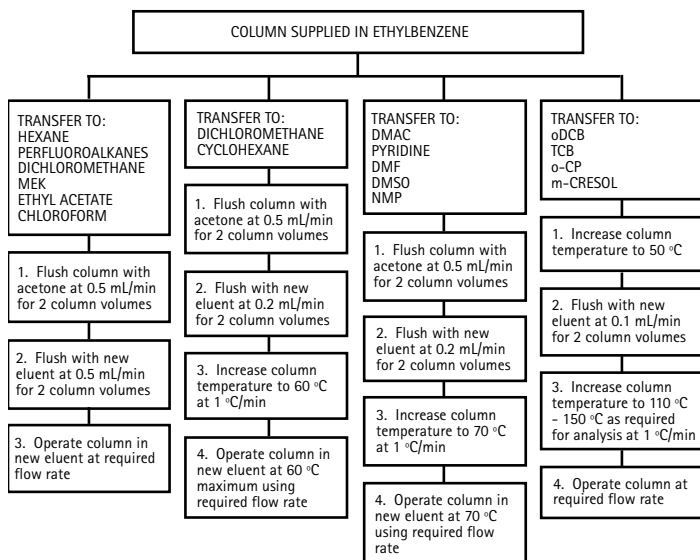 COLUMN SUPPLIED IN ETHYLBENZENE
TRANSFER TO:
HEXANE
PERFLUOROALKANES
DICHLOROMETHANE
MEK
ETHYL ACETATE
CHLOROFORM
1. Flush column with
acetone at 0.5 mL/min
for 2 column volumes
2. Flush with new
eluent at 0.5 mL/min
for 2 column volumes
3. Operate column in
new eluent at required
flow rate
TRANSFER TO:
DICHLOROMETHANE
CYCLOHEXANE
1. Flush column with
acetone at 0.5 mL/min
for 2 column volumes
2. Flush with new
eluent at 0.2 mL/min
for 2 column volumes
3. Increase column
temperature to 60 °C
at 1 °C/min
4. Operate column in
new eluent at 60 °C
maximum using
required flow rate
TRANSFER TO:
DMAC
PYRIDINE
DMF
DMSO
NMP
1. Flush column with
acetone at 0.5 mL/min
for 2 column volumes
2. Flush with new
eluent at 0.2 mL/min
for 2 column volumes
3. Increase column
temperature to 70 °C
at 1 °C/min
4. Operate column in
new eluent at 70 °C
using required flow
rate
TRANSFER TO:
oDCB
TCB
o-CP
m-CRESOL
1. Increase column
temperature to 50 °C
2. Flush with new
eluent at 0.1 mL/min
for 2 column volumes
3. Increase column
temperature to 110 °C
- 150 °C as required
for analysis at 1 °C/min
4. Operate column at
required flow rate